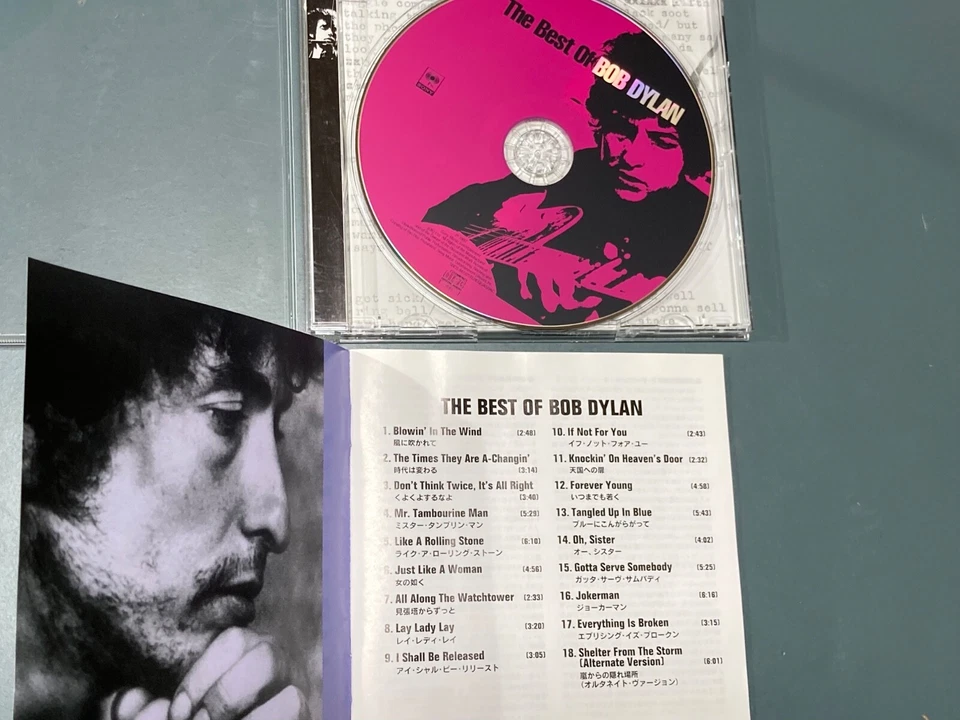 The Best Of BOB DYLAN
SONY
got sick/
THE BEST OF BOB DYLAN
1. Blowin' In The Wind (2:48)
風に吹かれて
2. The Times They Are A-Changin'
時代は変わる (3:14)
3. Don't Think Twice, It's All Right
くよくよするなよ (3:40)
4. Mr. Tambourine Man (5:29)
ミスター・タンブリン・マン
5. Like A Rolling Stone (6:10)
ライク・ア・ローリング・ストーン
6. Just Like A Woman (4:56)
女の如く
7. All Along The Watchtower (2:33)
見張塔からずっと
8. Lay Lady Lay (3:20)
レイ・レディ・レイ
9. I Shall Be Released (3:05)
アイ・シャル・ビー・リリースト
10. If Not For You (2:43)
イフ・ノット・フォア・ユー
11. Knockin' On Heaven's Door (2:32)
天国への扉
12. Forever Young (4:58)
いつまでも若く
13. Tangled Up In Blue (5:43)
ブルーにこんがらがって
14. Oh, Sister (4:02)
オー、シスター
15. Gotta Serve Somebody (5:25)
ガッタ・サーヴ・サムバディ
16. Jokerman (6:16)
ジョーカーマン
17. Everything Is Broken (3:15)
エブリシング・イズ・ブロークン
18. Shelter From The Storm
(Alternate Version) (6:01)
嵐からの隠れ場所
(オルタネイト・ヴァージョン)